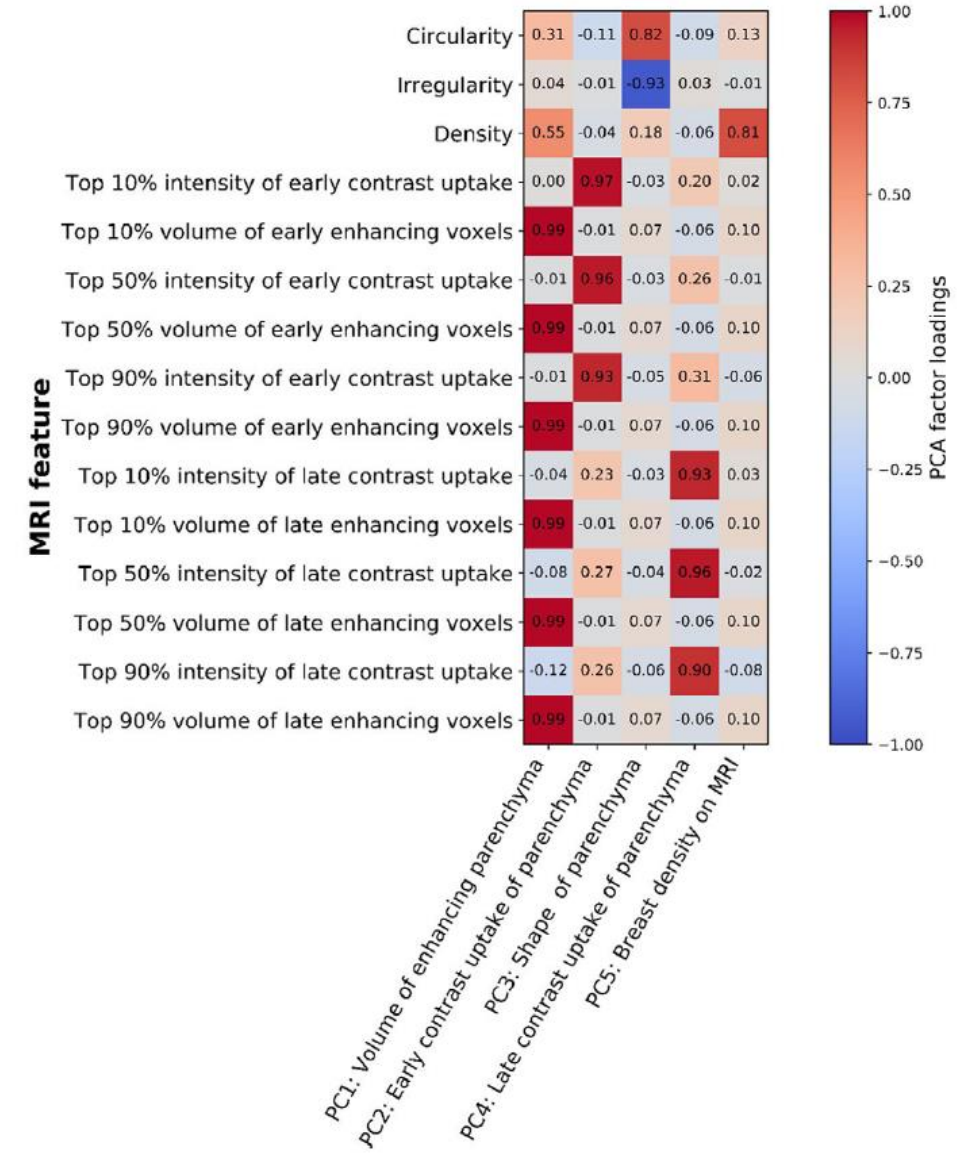 Circularity 0.31 -0.11 0.82 -0.09 0.13
Irregularity 0.04 -0.01 -0.93 0.03 -0.01
Density 0.55 -0.04 0.18 -0.06 0.81
Top 10% intensity of early contrast uptake 0.00 0.97 -0.03 0.20 0.02
Top 10% volume of early enhancing voxels 0.99 -0.01 0.07 -0.06 0.10
Top 50% intensity of early contrast uptake -0.01 0.96 -0.03 0.26 -0.01
Top 50% volume of early enhancing voxels 0.99 -0.01 0.07 -0.06 0.10
Top 90% intensity of early contrast uptake -0.01 0.93 -0.05 0.31 -0.06
Top 90% volume of early enhancing voxels 0.99 -0.01 0.07 -0.06 0.10
Top 10% intensity of late contrast uptake -0.04 0.23 -0.03 0.93 0.03
Top 10% volume of late enhancing voxels 0.99 -0.01 0.07 -0.06 0.10
Top 50% intensity of late contrast uptake -0.08 0.27 -0.04 0.96 -0.02
Top 50% volume of late enhancing voxels 0.99 -0.01 0.07 -0.06 0.10
Top 90% intensity of late contrast uptake -0.12 0.26 -0.06 0.90 -0.08
Top 90% volume of late enhancing voxels 0.99 -0.01 0.07 -0.06 0.10
MRI feature
PC1: Volume of enhancing parenchyma
PC2: Early contrast uptake of parenchyma
PC3: Shape of parenchyma
PC4: Late contrast uptake of parenchyma
PC5: Breast density on MRI
1.00
0.75
0.50
0.25
0.00
−0.25
−0.50
−0.75
−1.00
PCA factor loadings